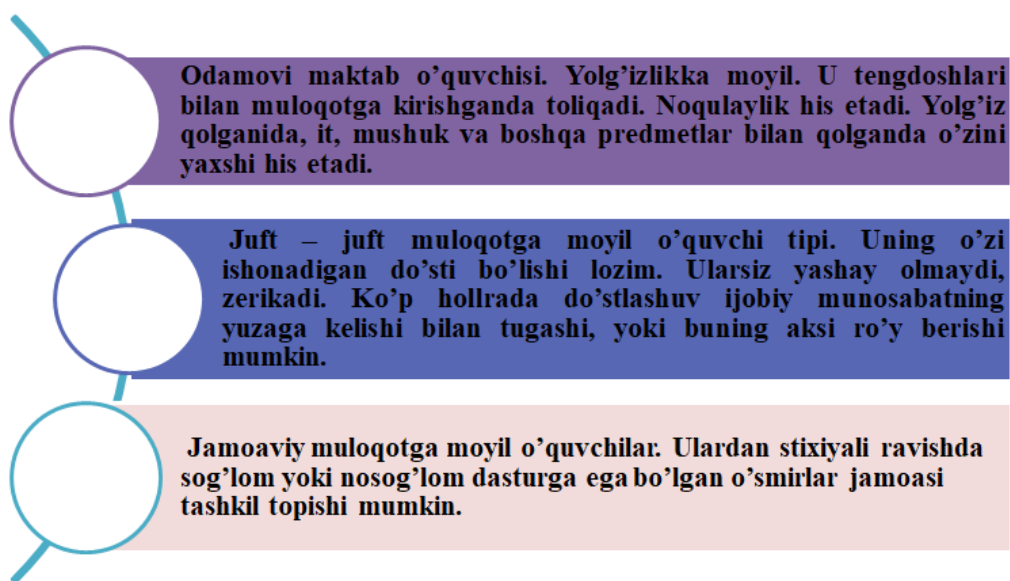 Odamovi maktab o’quvchisi. Yolg’izlikka moyil. U tengdoshlari
bilan muloqotga kirishganda toliqadi. Noqulaylik his etadi. Yolg’iz
qolganida, it, mushuk va boshqa predmetlar bilan qolganda o’zini
yaxshi his etadi.
Juft – juft muloqotga moyil o’quvchi tipi. Uning o’zi
ishonadigan do’sti bo’lishi lozim. Ularsiz yashay olmaydi,
zerikadi. Ko’p hollrada do’stlashuv ijobiy munosabatning
yuzaga kelishi bilan tugashi, yoki buning aksi ro’y berishi
mumkin.
Jamoaviy muloqotga moyil o’quvchilar. Ulardan stixiyali ravishda
sog’lom yoki nosog’lom dasturga ega bo’lgan o’smirlar jamoasi
tashkil topishi mumkin.